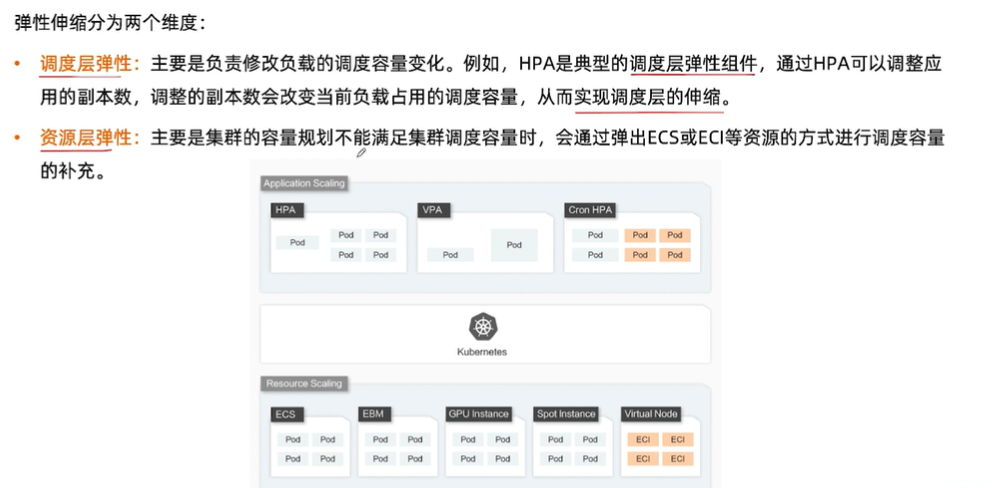 弹性伸缩分为两个维度：
• 调度层弹性：主要是负责修改负载的调度容量变化。例如，HPA是典型的调度层弹性组件，通过HPA可以调整应
用的副本数，调整的副本数会改变当前负载占用的调度容量，从而实现调度层的伸缩。
• 资源层弹性：主要是集群的容量规划不能满足集群调度容量时，会通过弹出ECS或ECI等资源的方式进行调度容量
的补充。
Application Scaling
HPA
Pod
Pod Pod
Pod Pod
VPA
Pod
Pod
Cron HPA
Pod Pod Pod
Pod Pod Pod
Kubernetes
Resource Scaling
ECS
Pod Pod
Pod Pod
EBM
Pod Pod
Pod Pod
GPU Instance
Pod Pod
Pod Pod
Spot Instance
Pod Pod
Pod Pod
Virtual Node
ECI ECI
ECI ECI